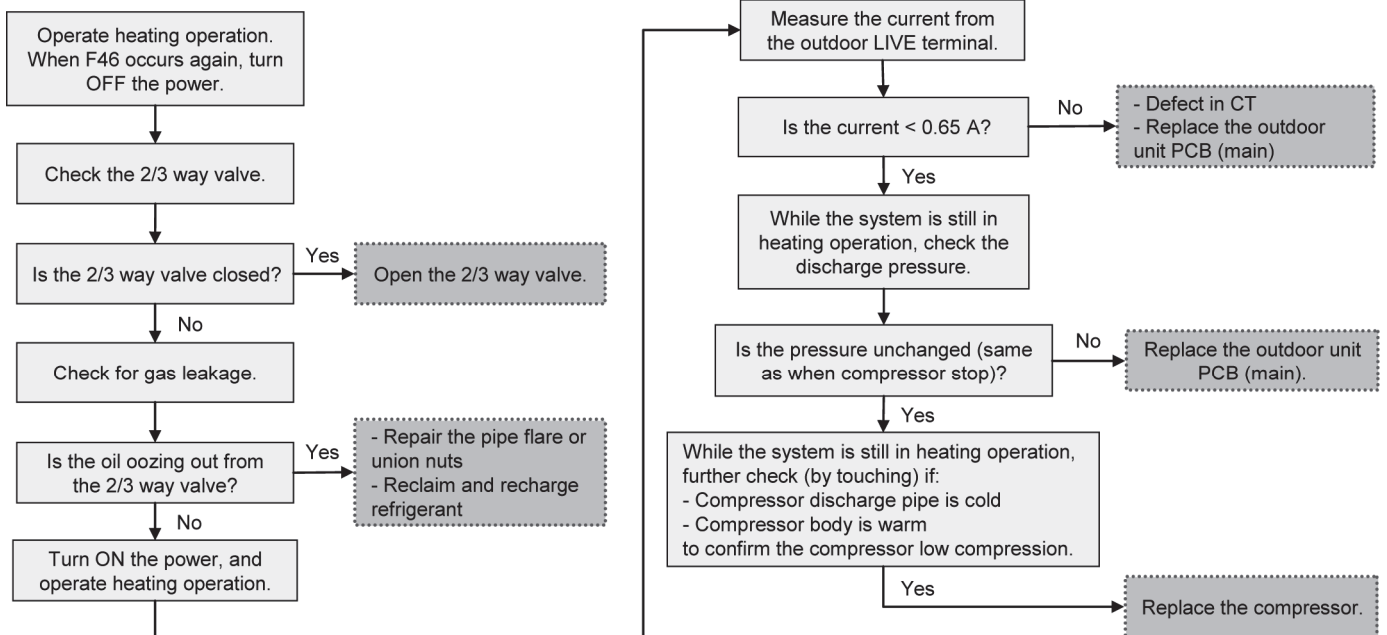 Operate heating operation.
When F46 occurs again, turn
OFF the power.
Check the 2/3 way valve.
Is the 2/3 way valve closed?
Yes
Open the 2/3 way valve.
No
Check for gas leakage.
Is the oil oozing out from
the 2/3 way valve?
Yes
- Repair the pipe flare or
union nuts
- Reclaim and recharge
refrigerant
No
Turn ON the power, and
operate heating operation.
Measure the current from
the outdoor LIVE terminal.
Is the current < 0.65 A?
No
- Defect in CT
- Replace the outdoor
unit PCB (main)
Yes
While the system is still in
heating operation, check the
discharge pressure.
Is the pressure unchanged (same
as when compressor stop)?
No
Replace the outdoor unit
PCB (main).
Yes
While the system is still in heating operation,
further check (by touching) if:
- Compressor discharge pipe is cold
- Compressor body is warm
to confirm the compressor low compression.
Yes
Replace the compressor.